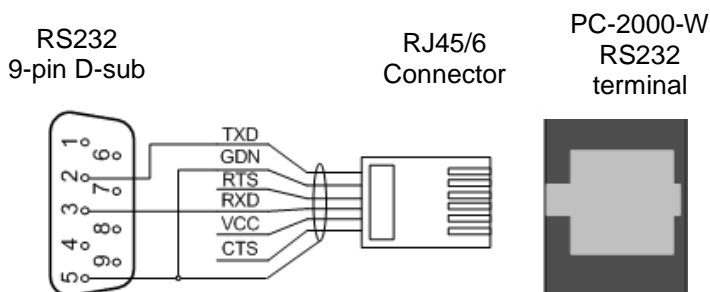 RS232
9-pin D-sub
RJ45/6
Connector
PC-2000-W
RS232
terminal
1
6
2
7
3
8
4
9
5
TXD
GDN
RTS
RXD
VCC
CTS